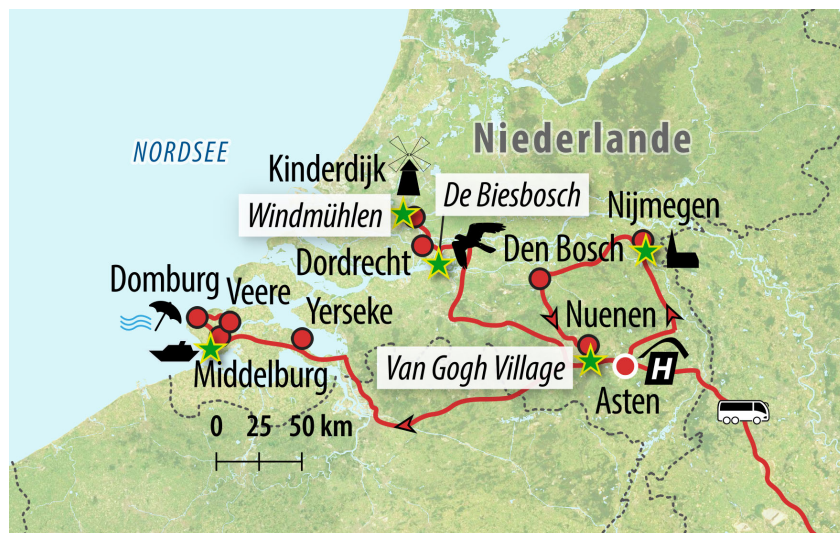 Niederlande
NORDSEE
Kinderdijk
De Biesbosch
Windmühlen
Nijmegen
Dordrecht
Den Bosch
Domburg
Veere
Yerseke
Nuenen
Van Gogh Village
Middelburg
H
Asten
0 25 50 km